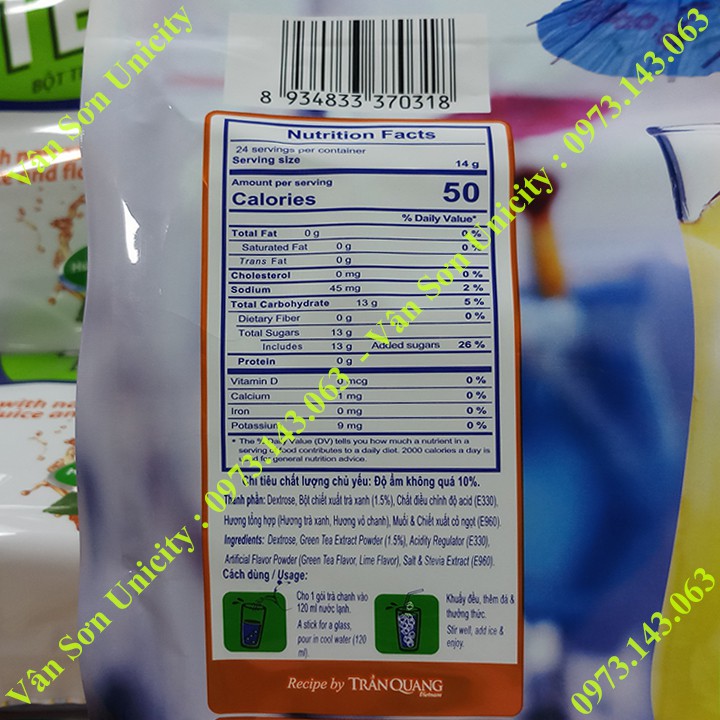 BỘT
8 934833 370318
Nutrition Facts
24 servings per container
Serving size 14 g
Amount per serving
Calories 50
% Daily Value*
Total Fat 0 g 0 %
Saturated Fat 0 g 0 %
Trans Fat 0 g
Cholesterol 0 mg 0 %
Sodium 45 mg 2 %
Total Carbohydrate 13 g 5 %
Dietary Fiber 0 g 0 %
Total Sugars 13 g
Includes 13 g Added sugars 26 %
Protein 0 g
Vitamin D 0 mcg 0 %
Calcium 1 mg 0 %
Iron 0 mg 0 %
Potassium 9 mg 0 %
* The % Daily Value (DV) tells you how much a nutrient in a
serving of food contributes to a daily diet. 2000 calories a day is
used for general nutrition advice.
Chỉ tiêu chất lượng chủ yếu: Độ ẩm không quá 10%.
Thành phần: Dextrose, Bột chiết xuất trà xanh (1.5%), Chất điều chỉnh độ acid (E330),
Hương tổng hợp (Hương trà xanh, Hương vỏ chanh), Muối & Chiết xuất cỏ ngọt (E960).
Ingredients: Dextrose, Green Tea Extract Powder (1.5%), Acidity Regulator (E330),
Artificial Flavor Powder (Green Tea Flavor, Lime Flavor), Salt & Stevia Extract (E960).
Cách dùng / Usage:
Cho 1 gói trà chanh vào
120 ml nước lạnh.
A stick for a glass,
pour in cool water (120
ml).
Khuấy đều, thêm đá &
thưởng thức.
Stir well, add ice &
enjoy.
Recipe by TRẦN QUANG
Vietnam
Văn Sơn Unicity
Văn Sơn Unicity : 0973.143.063
Văn Sơn Unicity : 0973.143.063 - Văn Sơn Unicity : 0973.143.063
0973.143.063